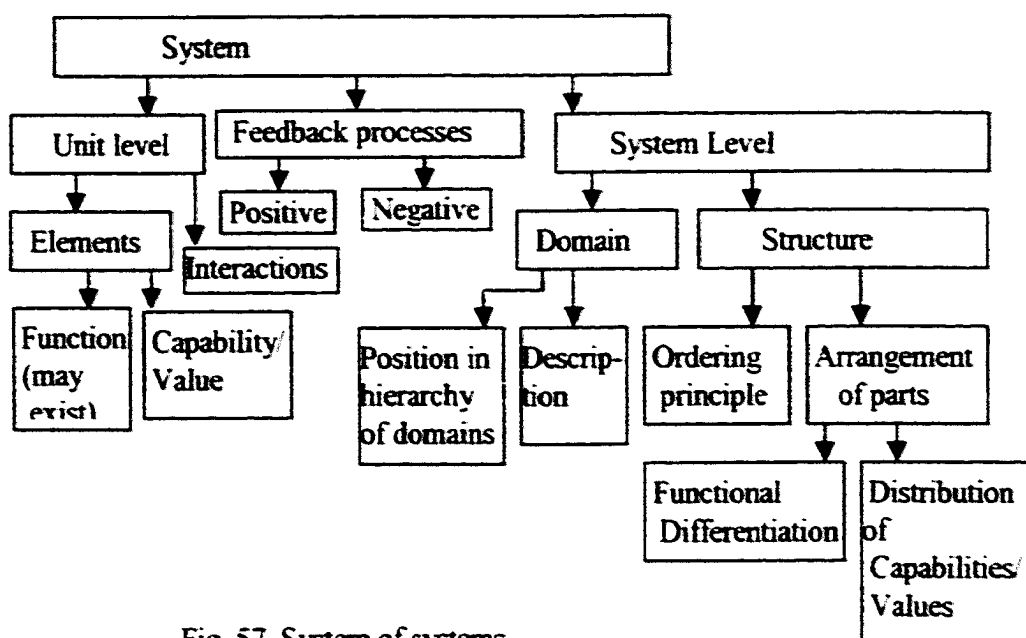 System
Unit level
Feedback processes
System Level
Positive
Negative
Elements
Interactions
Domain
Structure
Function
(may
exist)
Capability/
Value
Position in
hierarchy
of domains
Descrip-
tion
Ordering
principle
Arrangement
of parts
Functional
Differentiation
Distribution
of
Capabilities/
Values
Fig. 57 System of systems